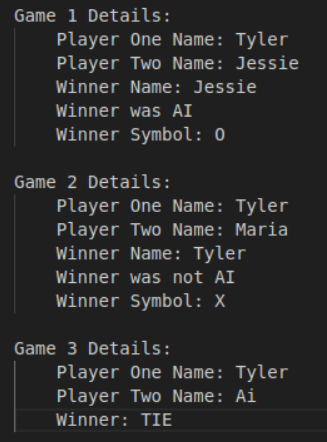 Game 1 Details:
Player One Name: Tyler
Player Two Name: Jessie
Winner Name: Jessie
Winner was AI
Winner Symbol: O
Game 2 Details:
Player One Name: Tyler
Player Two Name: Maria
Winner Name: Tyler
Winner was not AI
Winner Symbol: X
Game 3 Details:
Player One Name: Tyler
Player Two Name: Ai
Winner: TIE